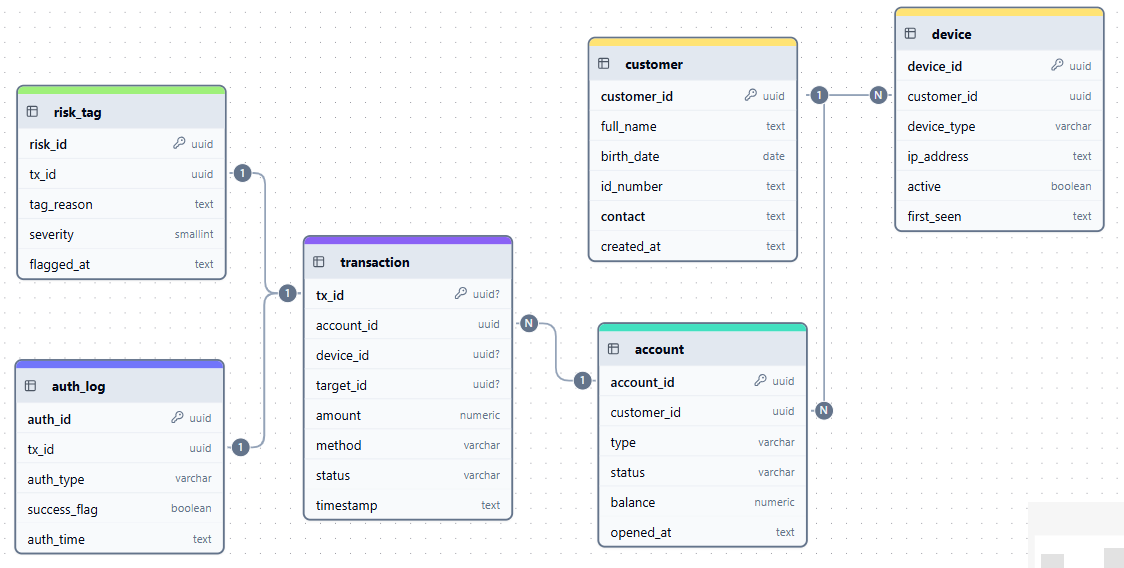 risk_tag
risk_id uuid
tx_id uuid
tag_reason text
severity smallint
flagged_at text
auth_log
auth_id uuid
tx_id uuid
auth_type varchar
success_flag boolean
auth_time text
transaction
tx_id uuid?
account_id uuid
device_id uuid?
target_id uuid?
amount numeric
method varchar
status varchar
timestamp text
customer
customer_id uuid
full_name text
birth_date date
id_number text
contact text
created_at text
account
account_id uuid
customer_id uuid
type varchar
status varchar
balance numeric
opened_at text
device
device_id uuid
customer_id uuid
device_type varchar
ip_address text
active boolean
first_seen text
1
1
1
N
1
1
N
N